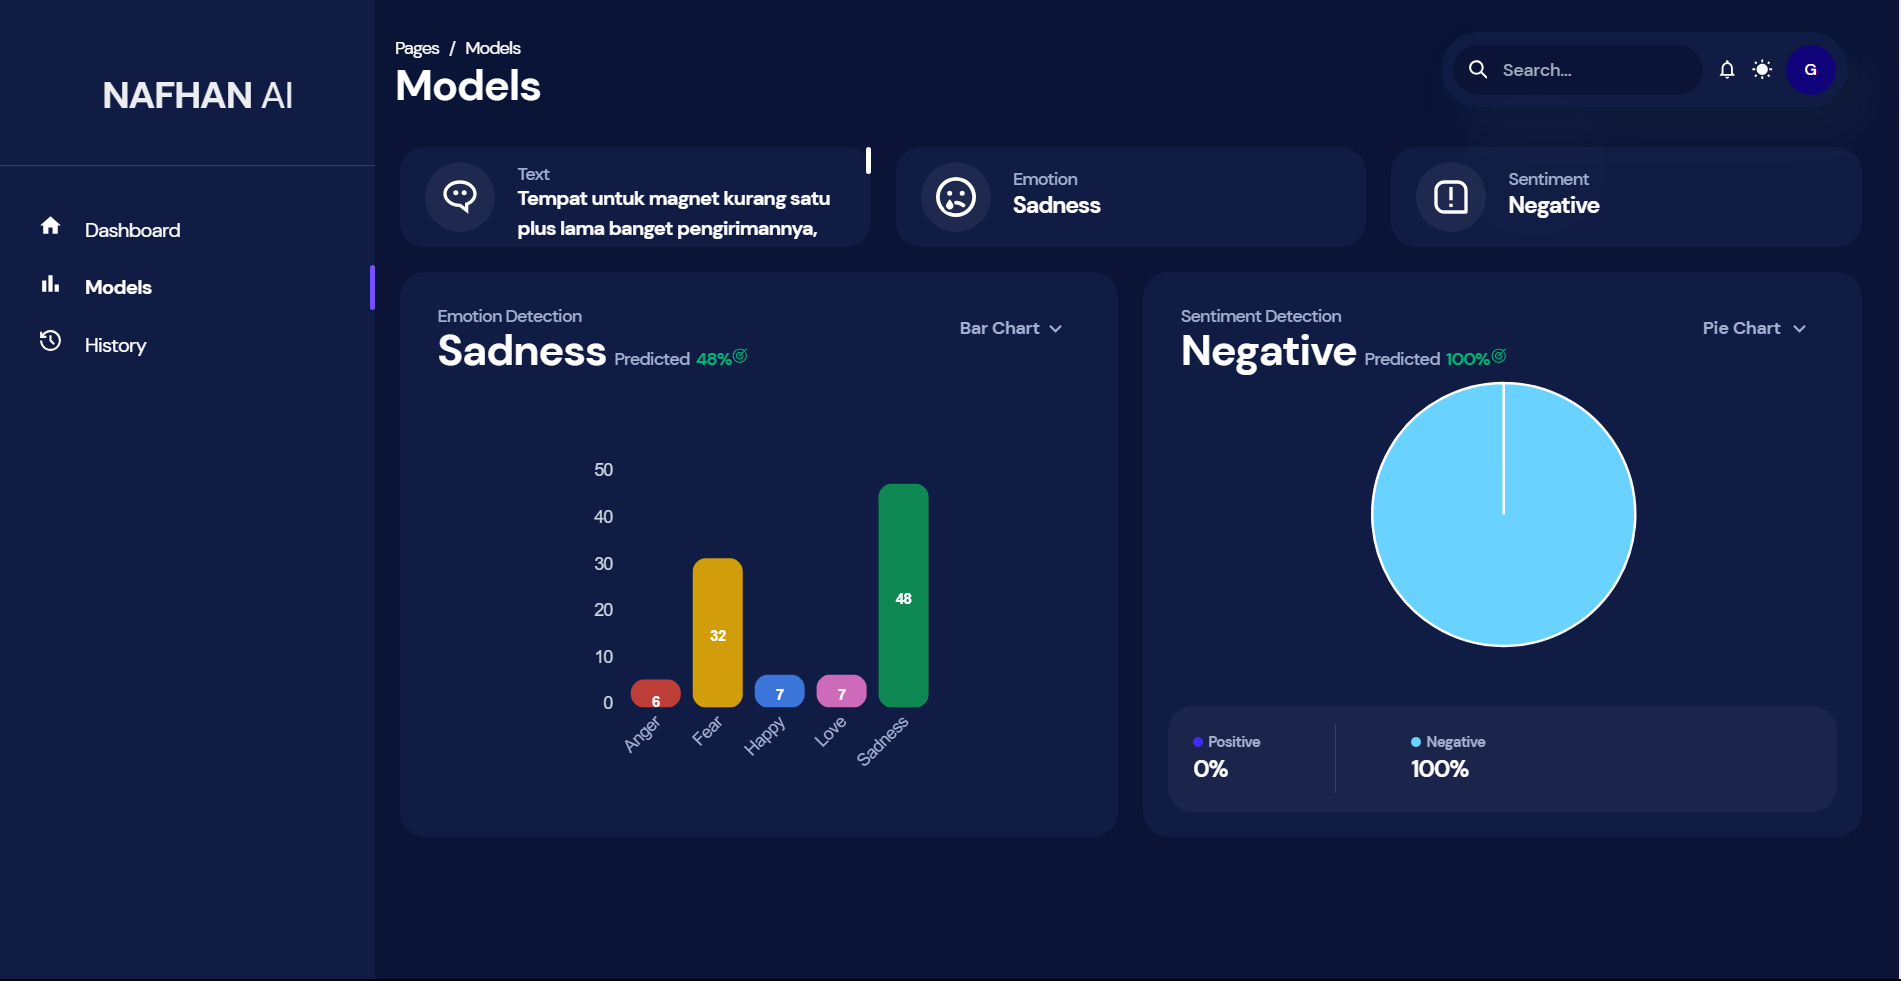 NAFHAN AI
Dashboard
Models
History
Pages / Models
Models
Search...
G
Text
Tempat untuk magnet kurang satu
plus lama banget pengirimannya,
Emotion
Sadness
Sentiment
Negative
Emotion Detection
Sadness Predicted 48%
Bar Chart
50
40
30
20
10
0
6
32
7
7
48
Anger
Fear
Happy
Love
Sadness
Sentiment Detection
Negative Predicted 100%
Pie Chart
Positive
0%
Negative
100%